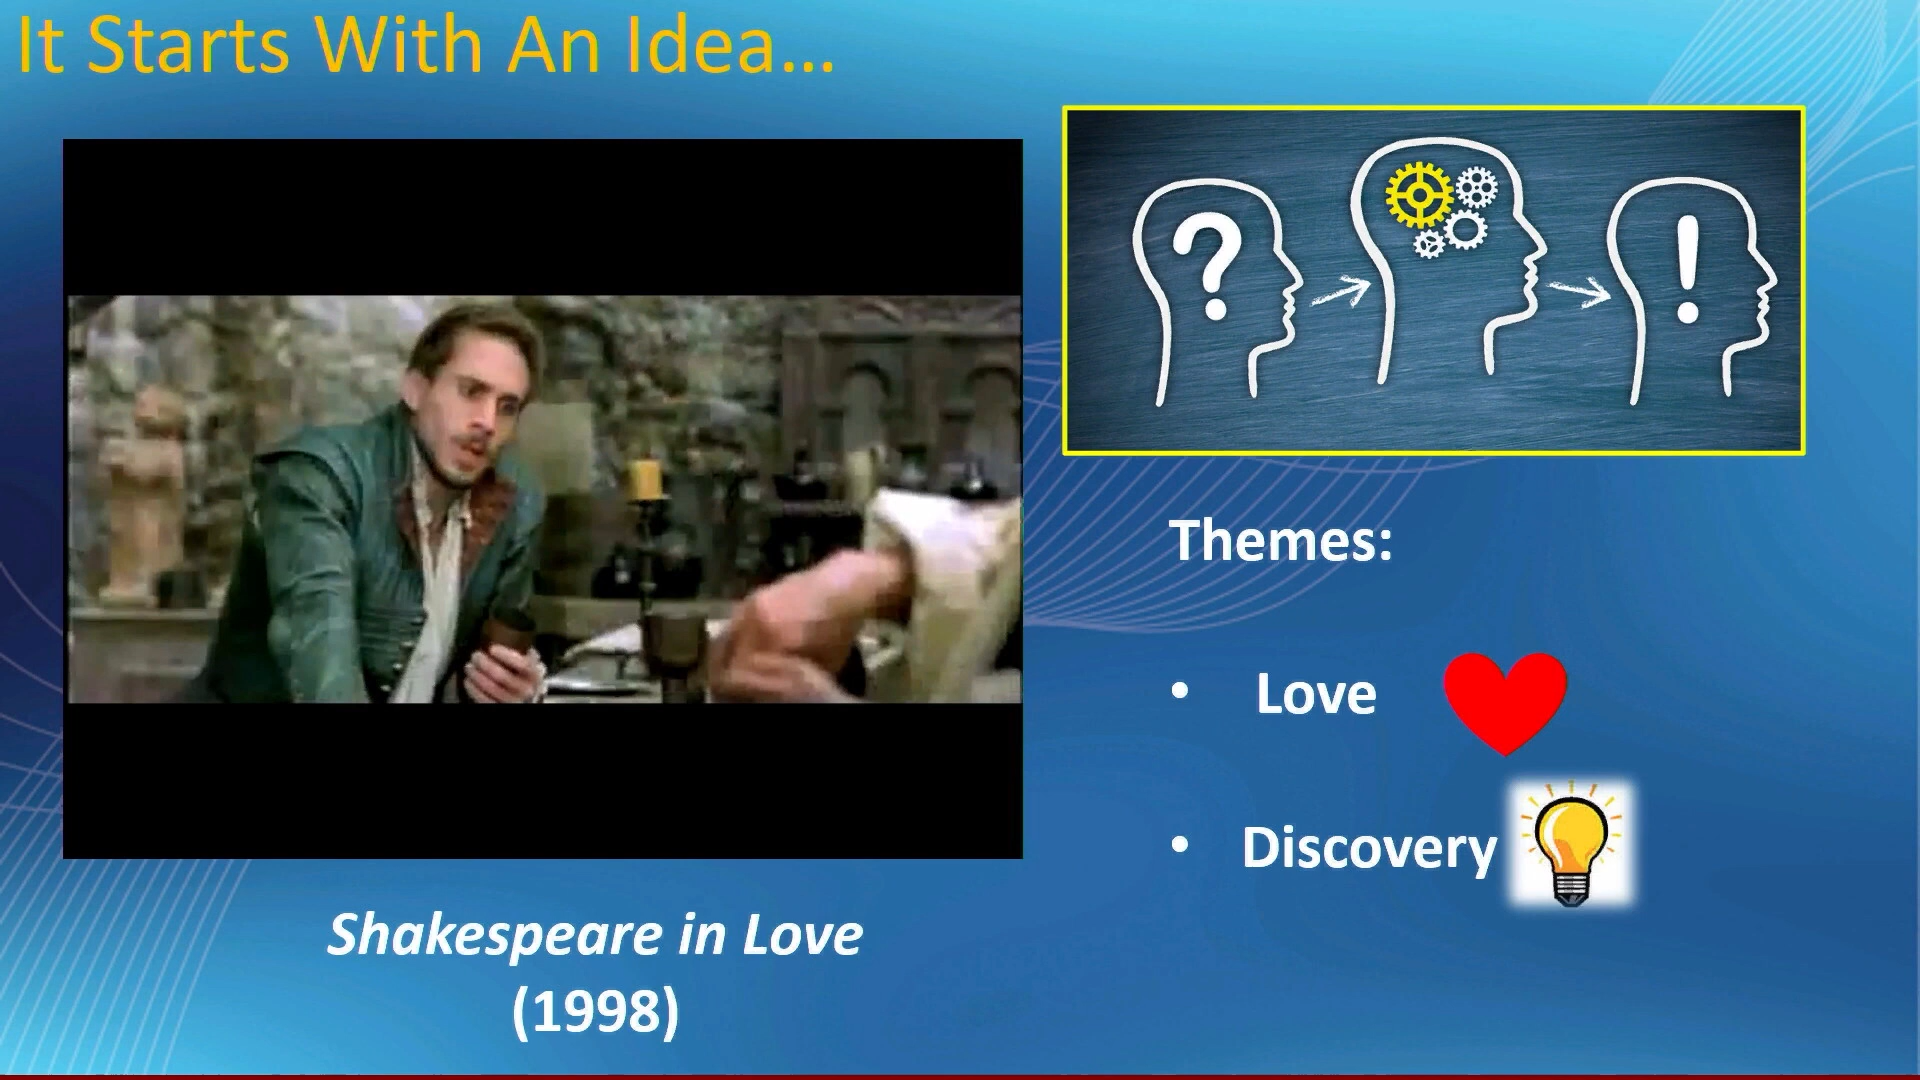 It Starts With An Idea...
?
!
Themes:
• Love
• Discovery
Shakespeare in Love
(1998)